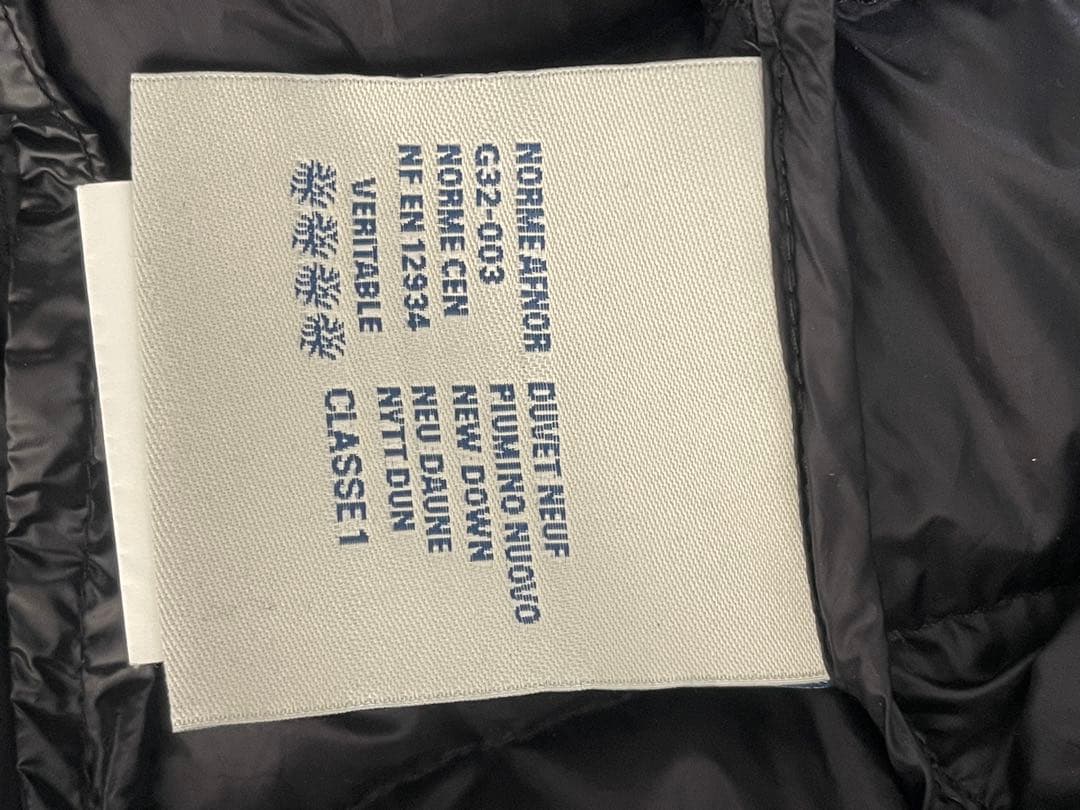 NORME AFNOR
G32-003
NORME CEN
NF EN 12934
VERITABLE
DUVET NEUF
PIUMINO NUOVO
NEW DOWN
NEU DAUNE
NYTT DUN
CLASSE 1